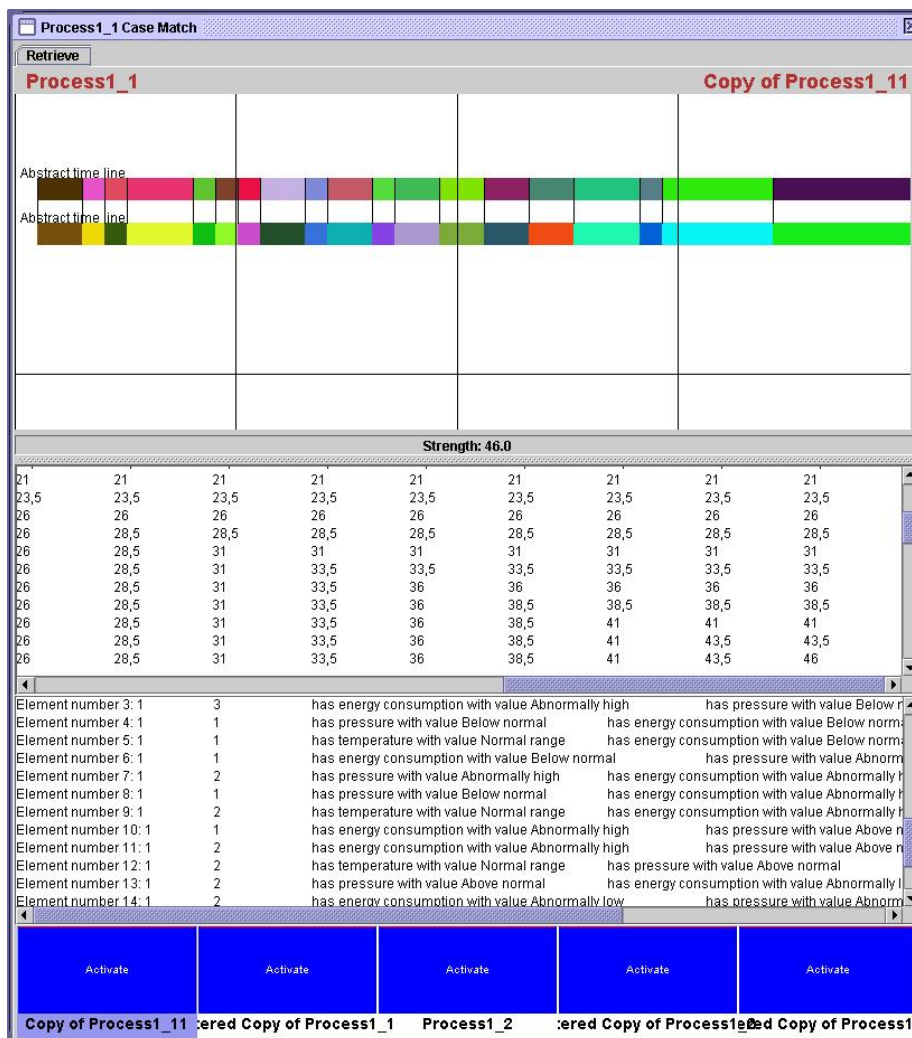 Process1_1 Case Match
Retrieve
Process1_1 Copy of Process1_11
Abstract time line
Abstract time line
Strength: 46.0
21 21 21 21 21 21 21 21 21
23,5 23,5 23,5 23,5 23,5 23,5 23,5 23,5 23,5
26 26 26 26 26 26 26 26 26
26 28,5 28,5 28,5 28,5 28,5 28,5 28,5 28,5
26 28,5 31 31 31 31 31 31 31
26 28,5 31 33,5 33,5 33,5 33,5 33,5 33,5
26 28,5 31 33,5 36 36 36 36 36
26 28,5 31 33,5 36 38,5 38,5 38,5 38,5
26 28,5 31 33,5 36 38,5 41 41 41
26 28,5 31 33,5 36 38,5 41 43,5 43,5
26 28,5 31 33,5 36 38,5 41 43,5 46
Element number 3: 1 3 has energy consumption with value Abnormally high has pressure with value Below
Element number 4: 1 1 has pressure with value Below normal has energy consumption with value Below
Element number 5: 1 1 has temperature with value Normal range has energy consumption with value Below
Element number 6: 1 1 has energy consumption with value Below normal has pressure with value
Element number 7: 1 2 has pressure with value Abnormally high has energy consumption with value Abnormally
Element number 8: 1 1 has pressure with value Below normal has energy consumption with value Abnormally
Element number 9: 1 2 has temperature with value Normal range has energy consumption with value Abnormally
Element number 10: 1 1 has energy consumption with value Abnormally high has pressure with value Above
Element number 11: 1 2 has energy consumption with value Abnormally high has pressure with value Above
Element number 12: 1 2 has temperature with value Normal range has pressure with value Above normal
Element number 13: 1 2 has pressure with value Above normal has energy consumption with value Abnormally
Element number 14: 1 2 has energy consumption with value Abnormally low has pressure with value
Activate Activate Activate Activate Activate
Copy of Process1_11 ered Copy of Process1_1 Process1_2 tered Copy of Process1 Copy of Process1